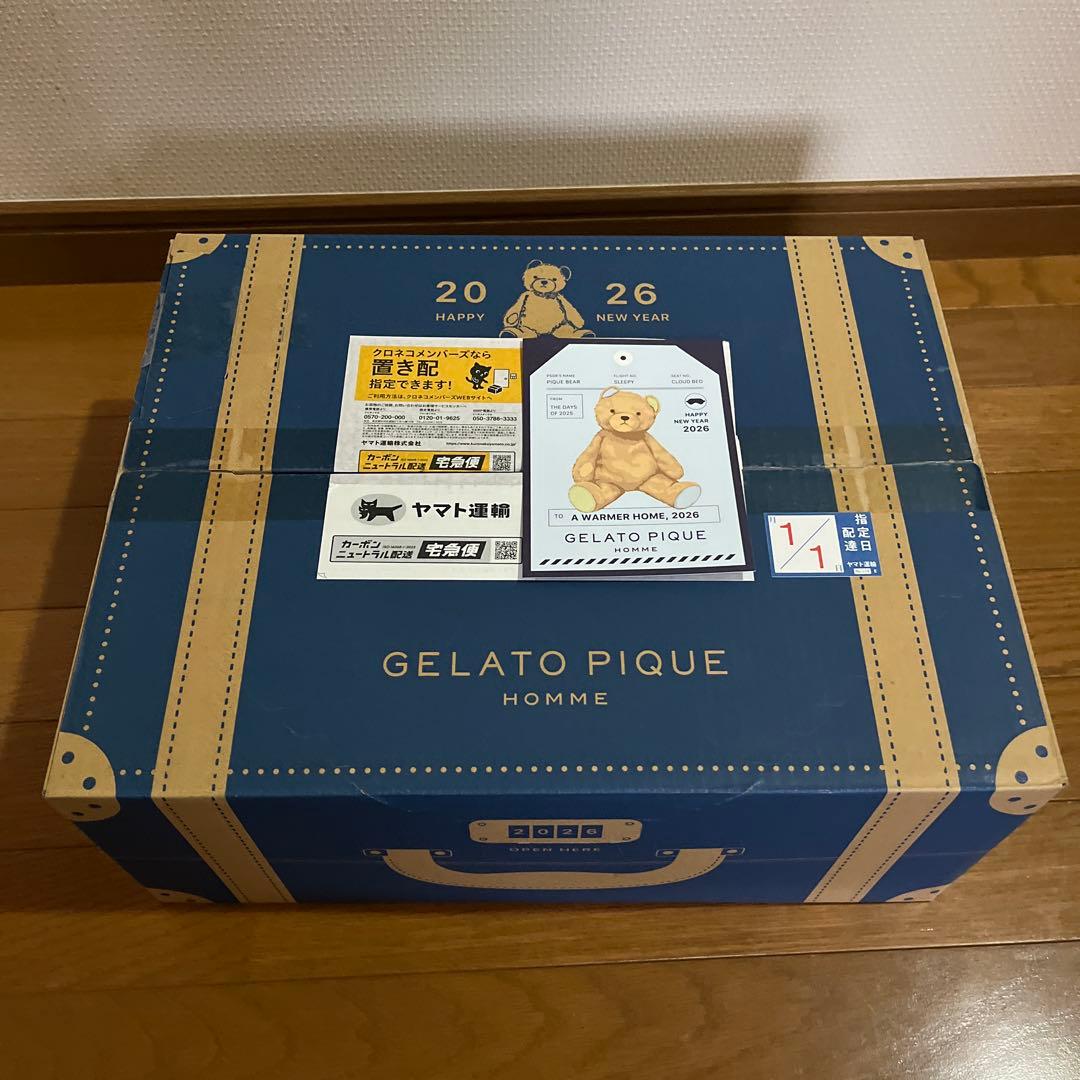 20 26
HAPPY NEW YEAR
クロネコメンバーズなら
置き配
指定できます!
ご利用方法は、クロネコメンバーズWEBサイトへ
0570-200-000
0120-01-9625
050-3786-3333
ヤマト運輸株式会社
https://www.kuronekoyamato.co.jp/
カーボン
ニュートラル配送
宅急便
ヤマト運輸
カーボン
ニュートラル配送
宅急便
PSGR'S NAME
PIQUE BEAR
FLIGHT NO.
SLEEPY
SEAT NO.
CLOUD BED
FROM
THE DAYS
OF 2025
HAPPY
NEW YEAR
2026
TO A WARMER HOME, 2026
GELATO PIQUE
HOMME
指定日
配達
月
1/1
日
ヤマト運輸
GELATO PIQUE
HOMME
2026
OPEN HERE